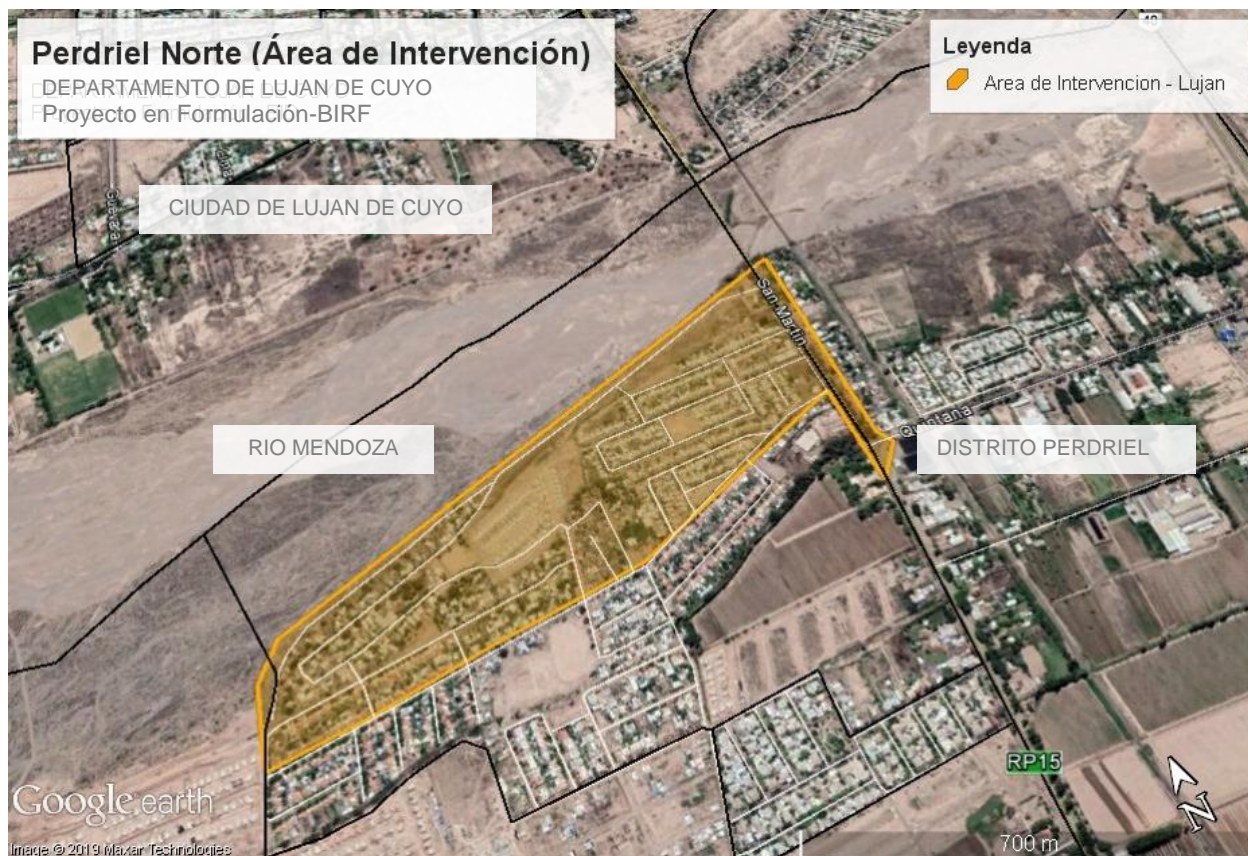 Perdriel Norte (Área de Intervención)
DEPARTAMENTO DE LUJAN DE CUYO
Proyecto en Formulación-BIRF
Leyenda
Area de Intervencion - Lujan
40
CIUDAD DE LUJAN DE CUYO
San Martín
Quintana
RIO MENDOZA
DISTRITO PERDRIEL
RP15
N
Google earth
700 m
Image © 2019 Maxar Technologies